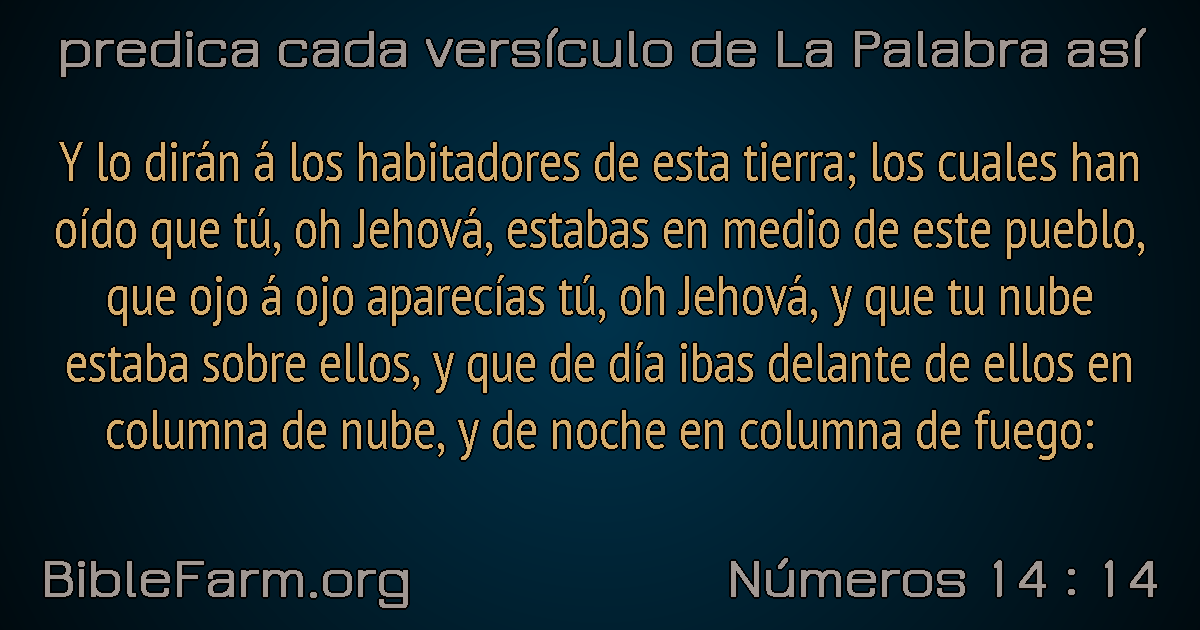 predica cada versículo de La Palabra así
Y lo dirán á los habitadores de esta tierra; los cuales han
oído que tú, oh Jehová, estabas en medio de este pueblo,
que ojo á ojo aparecías tú, oh Jehová, y que tu nube
estaba sobre ellos, y que de día ibas delante de ellos en
columna de nube, y de noche en columna de fuego:
BibleFarm.org
Números 14 : 14